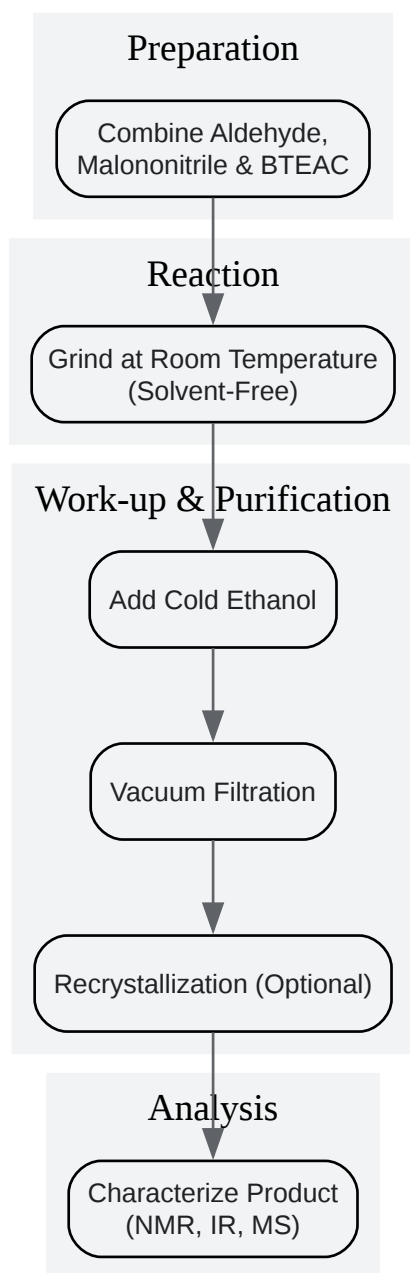 Preparation
Combine Aldehyde,
Malononitrile & BTEAC
Reaction
Grind at Room Temperature
(Solvent-Free)
Work-up & Purification
Add Cold Ethanol
Vacuum Filtration
Recrystallization (Optional)
Analysis
Characterize Product
(NMR, IR, MS)